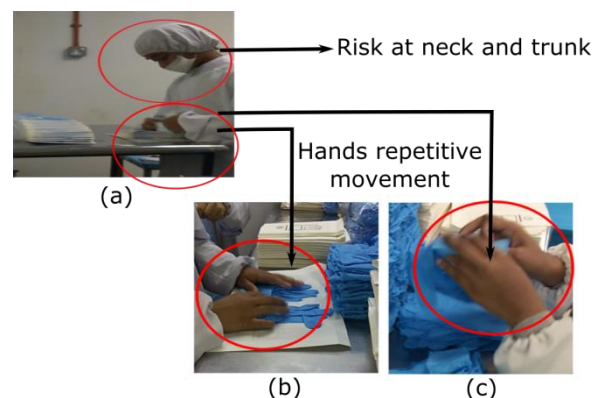 Risk at neck and trunk
Hands repetitive
movement
(a)
(b)
(c)